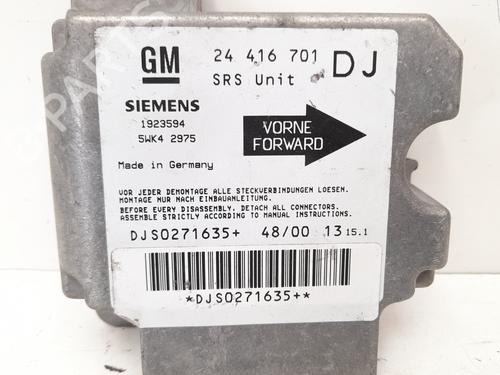 GM 24 416 701 DJ
SRS Unit
SIEMENS
1923594
5WK4 2975
VORNE
FORWARD
Made in Germany
VOR JEDER DEMONTAGE ALLE STECKVERBINDUNGEN LOESEN.
MONTAGE NUR NACH EINBAUANLEITUNG.
BEFORE EVERY DISASSEMBLY, DETACH ALL CONNECTORS.
ASSEMBLE STRICTLY ACCORDING TO MANUAL INSTRUCTIONS.
DJS0271635+ 48/00 13 15.1
*DJS0271635+*